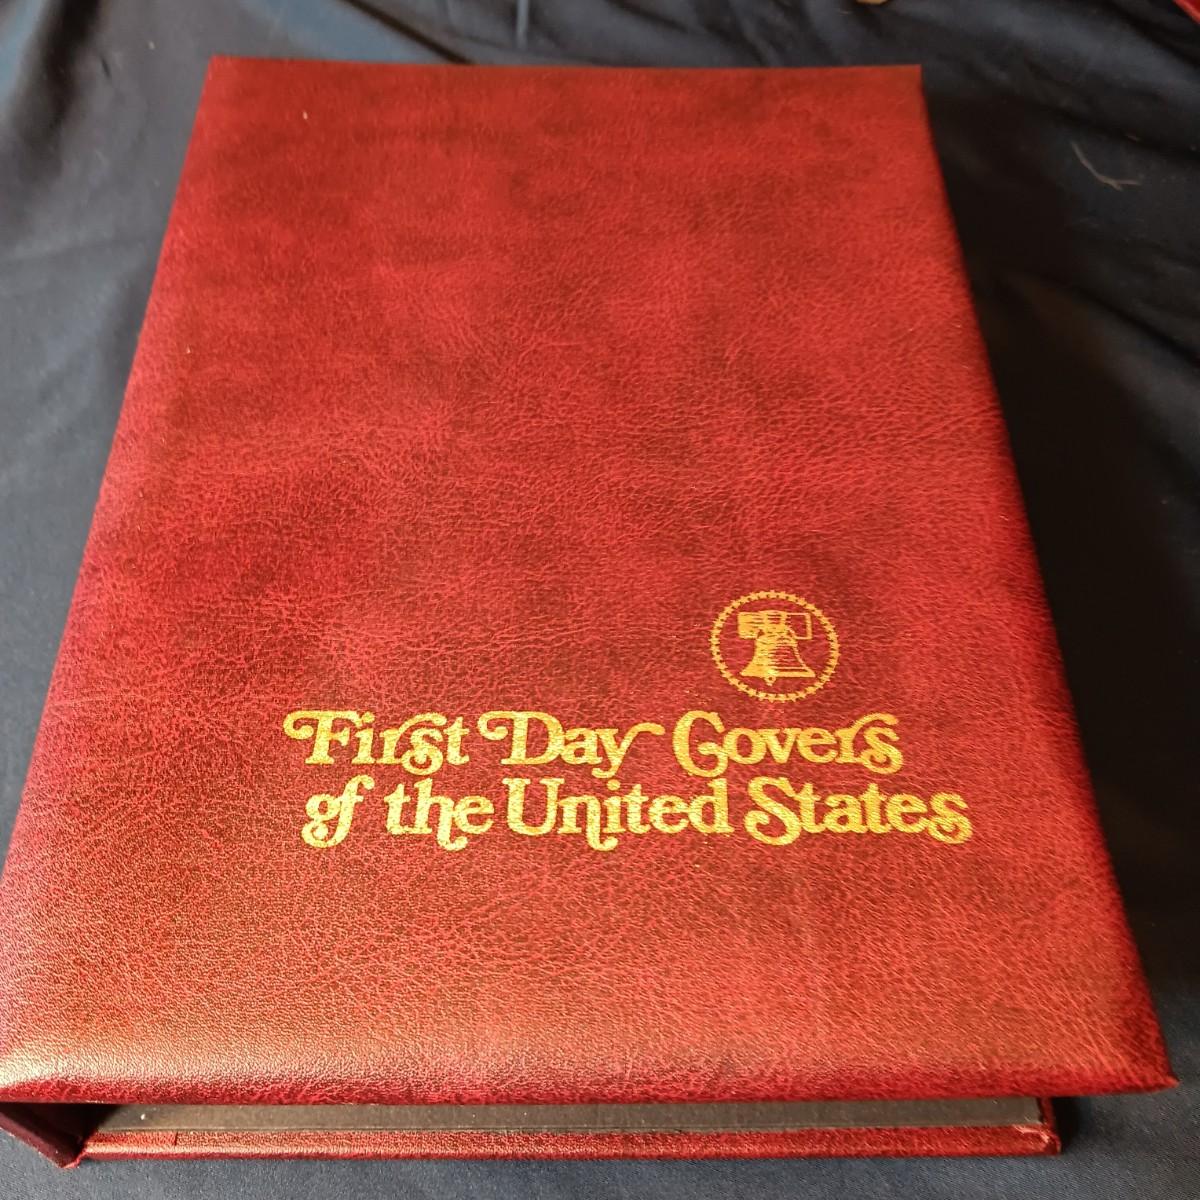 First Day Covers
of the United States